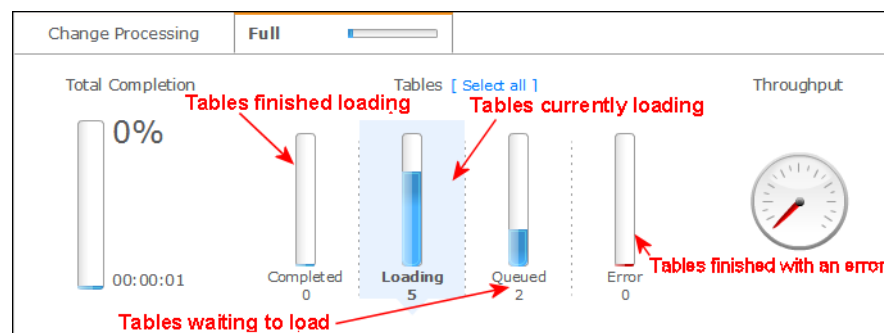 Change Processing
Full
Total Completion
Tables [ Select all ]
Throughput
Tables finished loading
Tables currently loading
0%
00:00:01
Completed
0
Loading
5
Queued
2
Error
0
Tables finished with an error
Tables waiting to load